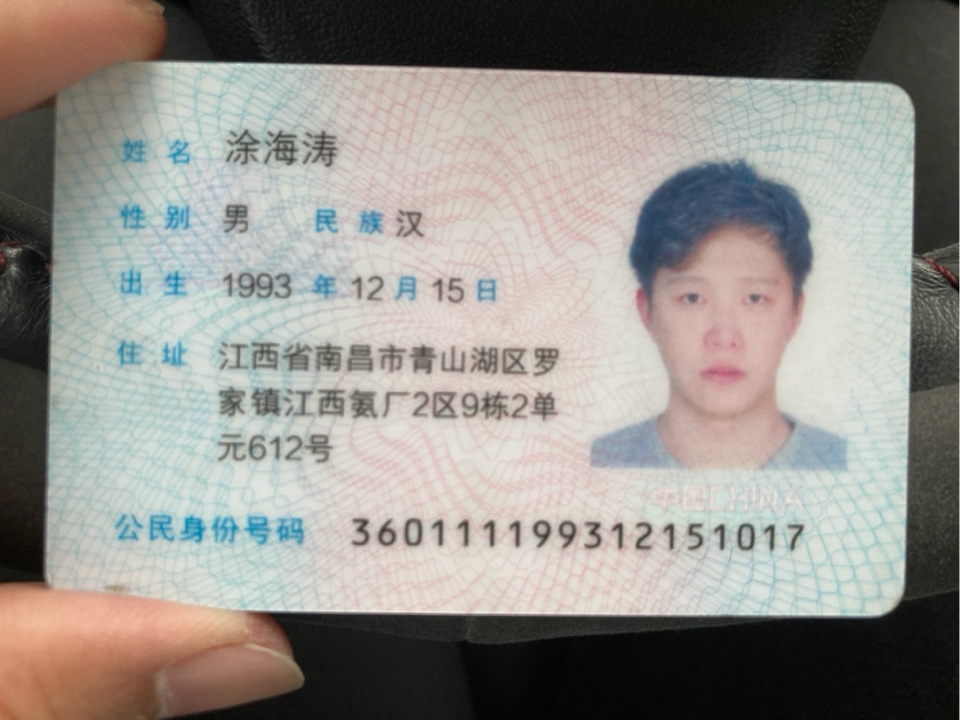 姓名 涂海涛
性别 男 民族 汉
出生 1993 年 12 月 15 日
住址 江西省南昌市青山湖区罗
家镇江西氨厂2区9栋2单
元612号
中国CHINA
公民身份号码 360111199312151017